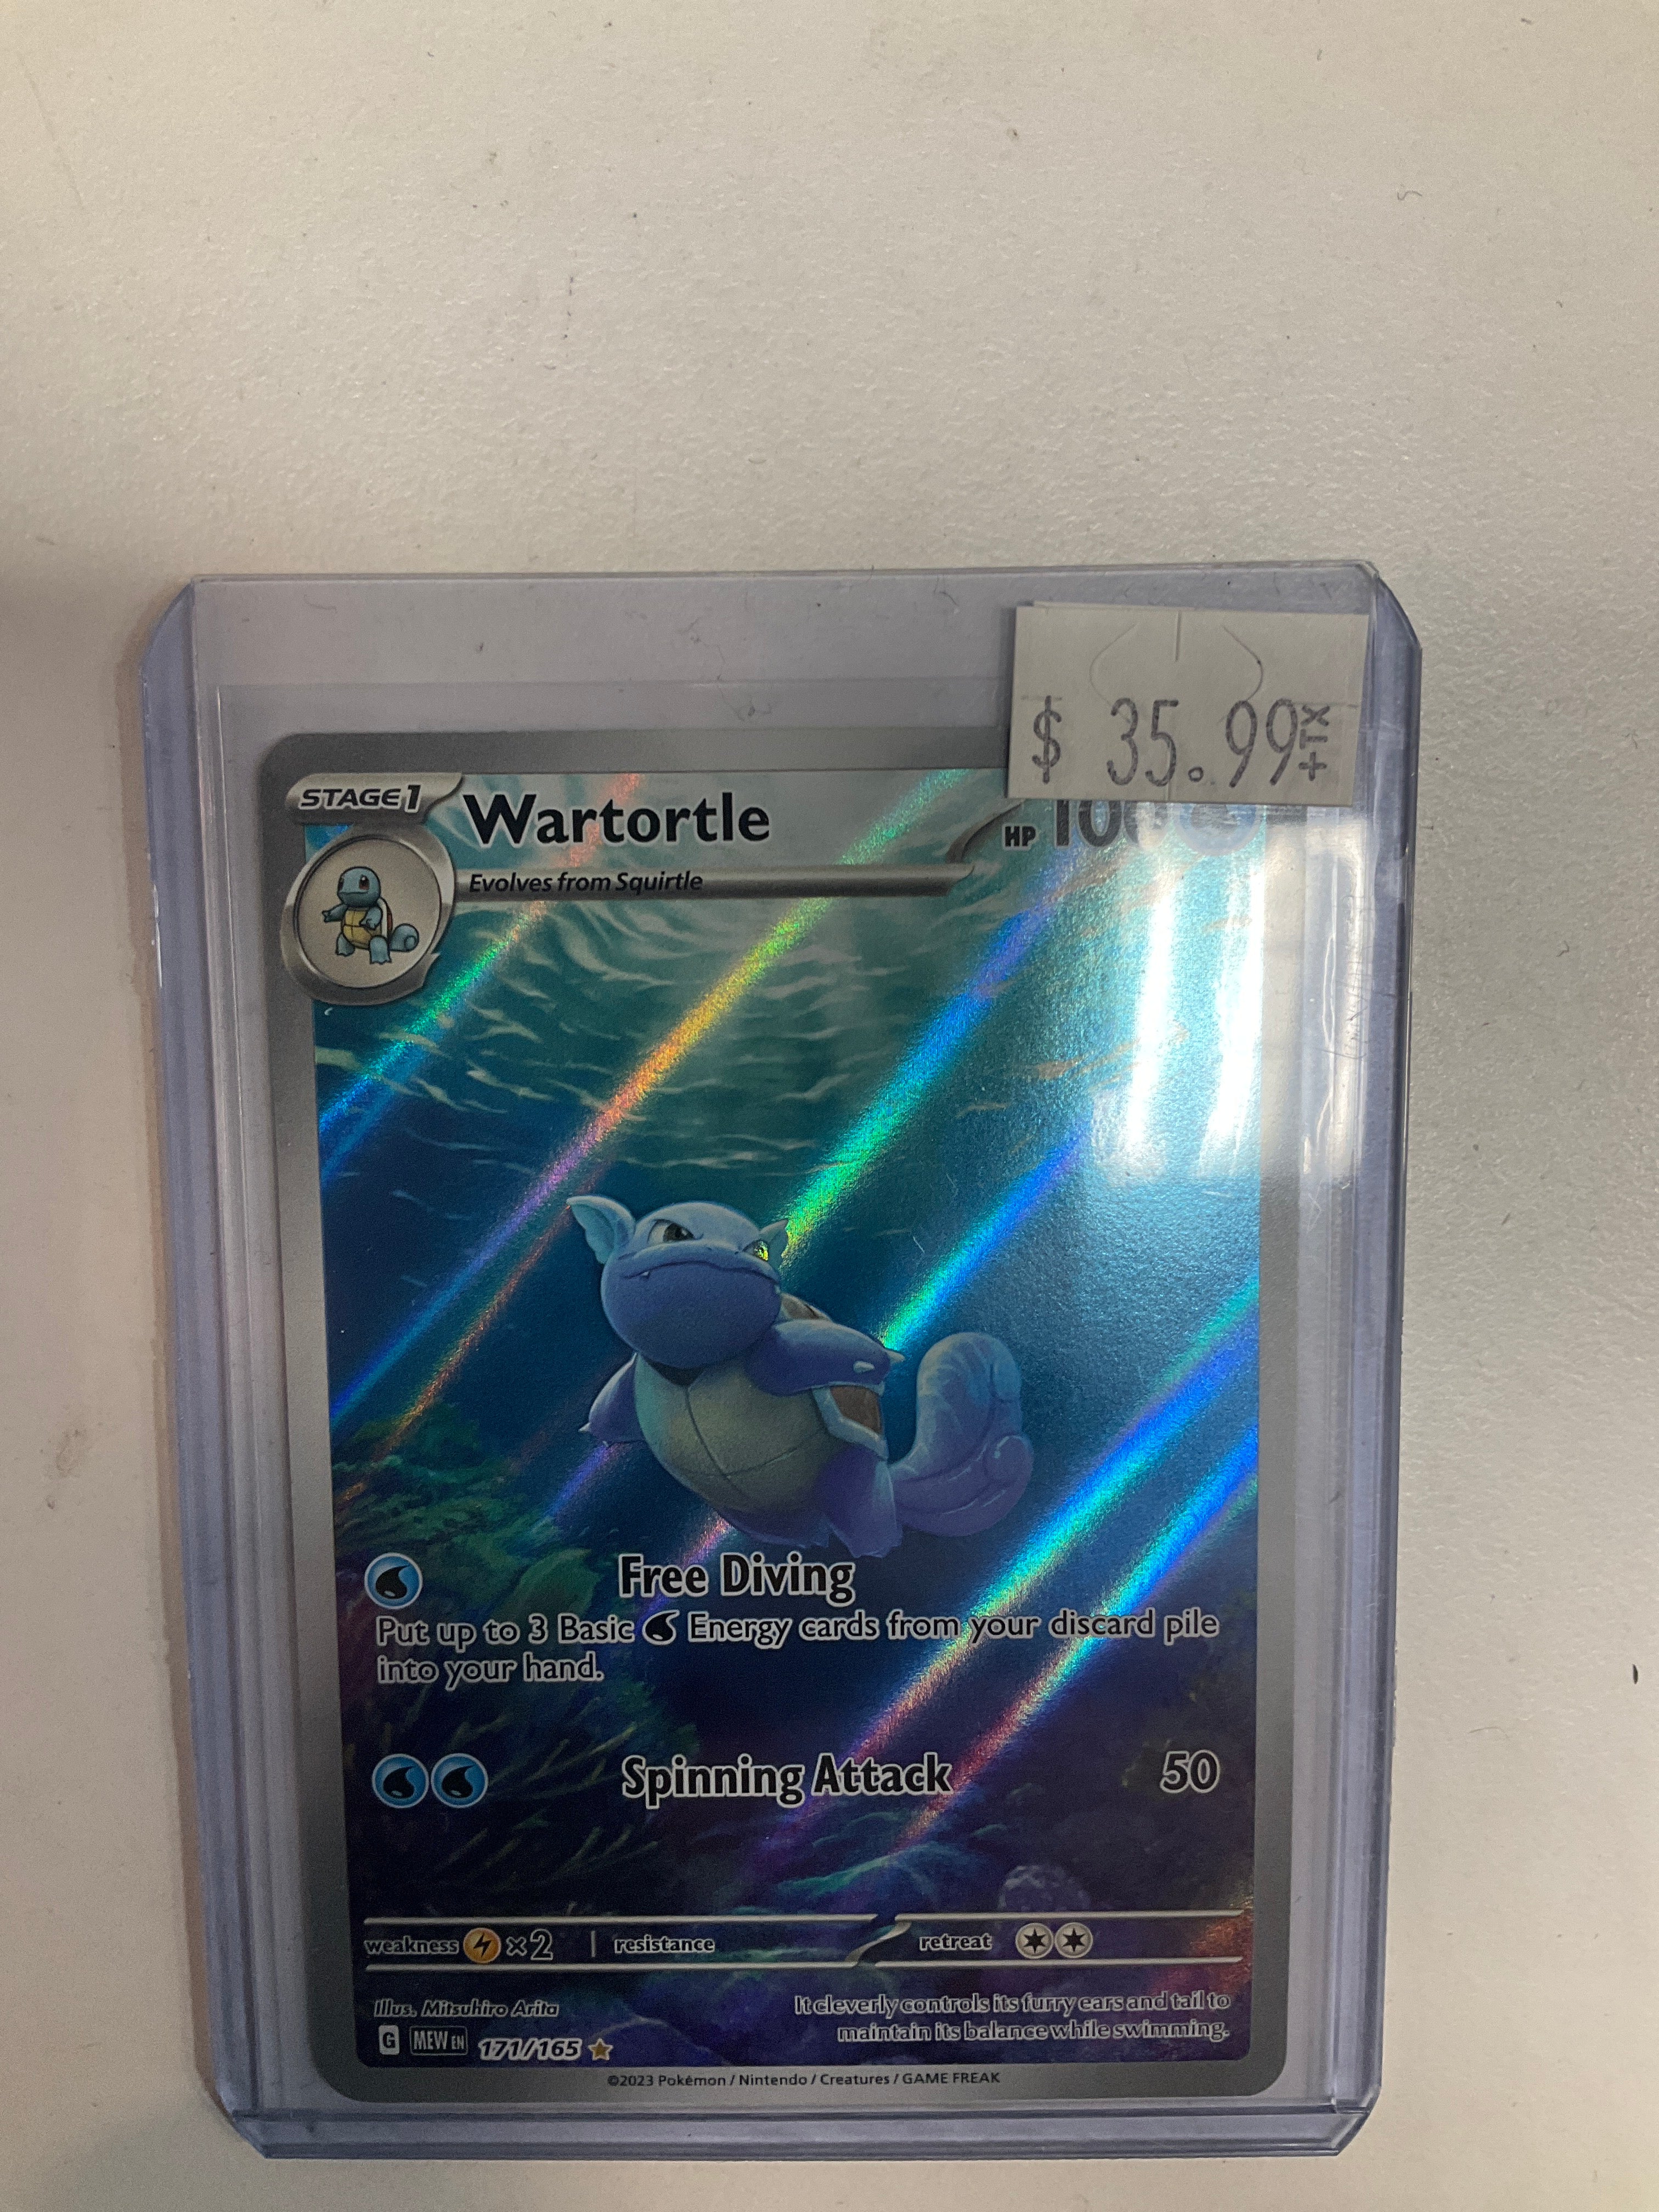 $ 35.99 +TX
STAGE 1 Wartortle HP 100
Evolves from Squirtle
Free Diving
Put up to 3 Basic Energy cards from your discard pile
into your hand.
Spinning Attack 50
weakness ×2 resistance retreat
Illus. Mitsuhiro Arita
It cleverly controls its furry ears and tail to
maintain its balance while swimming.
G MEW EN 171/165
©2023 Pokémon / Nintendo / Creatures / GAME FREAK